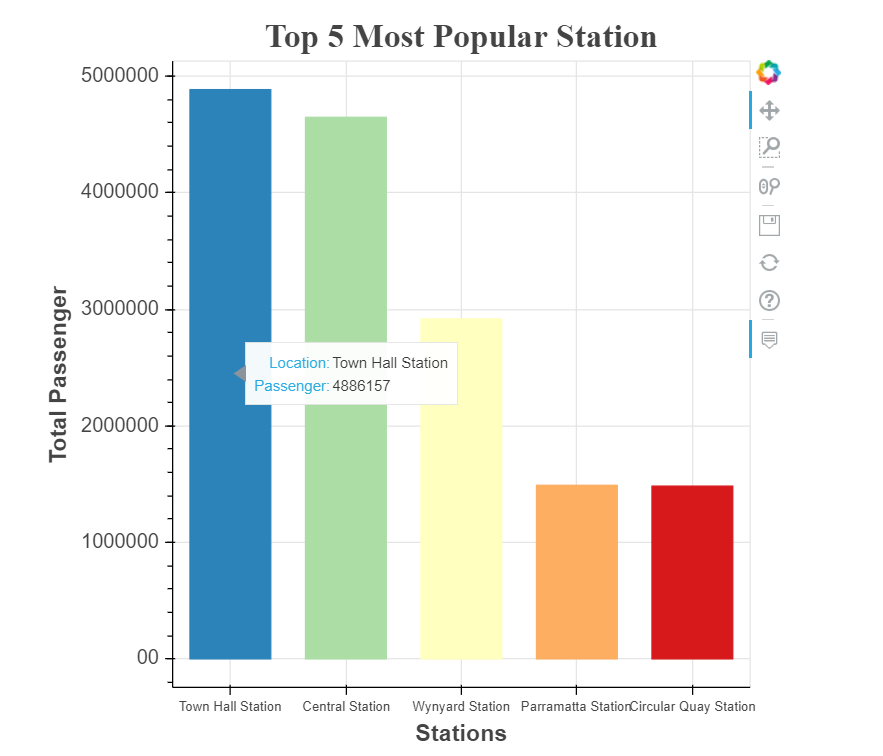 Top 5 Most Popular Station
5000000
4000000
3000000
2000000
1000000
00
Total Passenger
Location: Town Hall Station
Passenger: 4886157
Town Hall Station
Central Station
Wynyard Station
Parramatta Station
Circular Quay Station
Stations